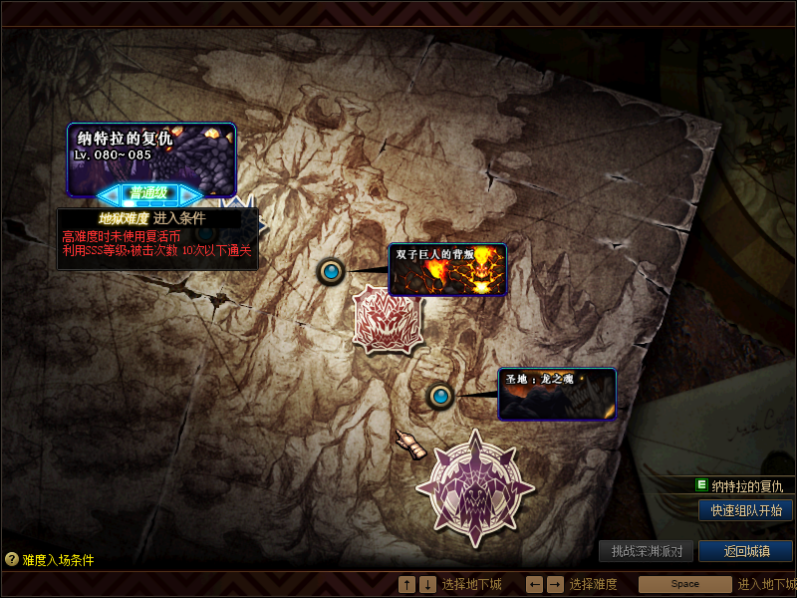 纳特拉的复仇
Lv. 080~085
普通级
地狱难度 进入条件
高难度时未使用复活币
利用SSS等级,被击次数 10次以下通关
双子巨人的背叛
圣地：龙之魂
E 纳特拉的复仇
快速组队开始
挑战深渊派对
返回城镇
? 难度入场条件
↑ ↓ 选择地下城 ← → 选择难度 Space 进入地下城